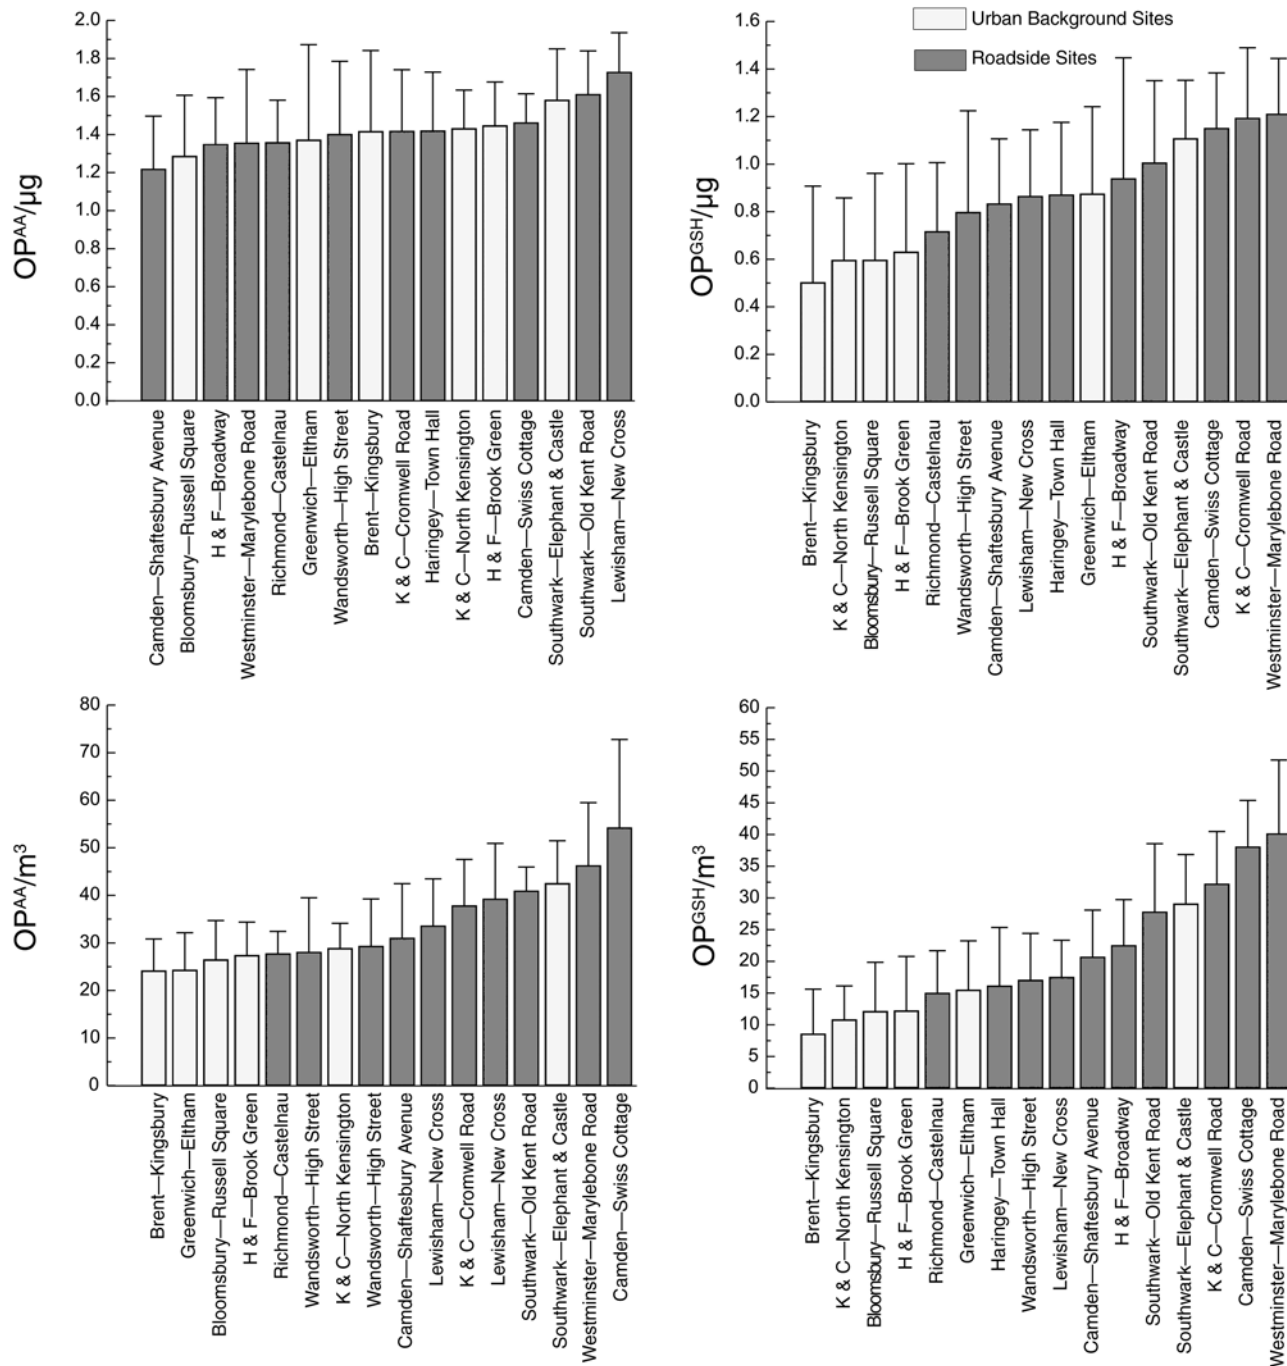 OPᴬᴬ/µg
2.0
1.8
1.6
1.4
1.2
1.0
0.8
0.6
0.4
0.2
0.0
Camden—Shaftesbury Avenue
Bloomsbury—Russell Square
H & F—Broadway
Westminster—Marylebone Road
Richmond—Castelnau
Greenwich—Eltham
Wandsworth—High Street
Brent—Kingsbury
K & C—Cromwell Road
Haringey—Town Hall
K & C—North Kensington
H & F—Brook Green
Camden—Swiss Cottage
Southwark—Elephant & Castle
Southwark—Old Kent Road
Lewisham—New Cross
Urban Background Sites
Roadside Sites
OPᴳˢᴴ/µg
1.6
1.4
1.2
1.0
0.8
0.6
0.4
0.2
0.0
Brent—Kingsbury
K & C—North Kensington
Bloomsbury—Russell Square
H & F—Brook Green
Richmond—Castelnau
Wandsworth—High Street
Camden—Shaftesbury Avenue
Lewisham—New Cross
Haringey—Town Hall
Greenwich—Eltham
H & F—Broadway
Southwark—Old Kent Road
Southwark—Elephant & Castle
Camden—Swiss Cottage
K & C—Cromwell Road
Westminster—Marylebone Road
OPᴬᴬ/m³
80
70
60
50
40
30
20
10
0
Brent—Kingsbury
Greenwich—Eltham
Bloomsbury—Russell Square
H & F—Brook Green
Richmond—Castelnau
Wandsworth—High Street
K & C—North Kensington
Wandsworth—High Street
Camden—Shaftesbury Avenue
Lewisham—New Cross
K & C—Cromwell Road
Lewisham—New Cross
Southwark—Old Kent Road
Southwark—Elephant & Castle
Westminster—Marylebone Road
Camden—Swiss Cottage
OPᴳˢᴴ/m³
60
55
50
45
40
35
30
25
20
15
10
5
0
Brent—Kingsbury
K & C—North Kensington
Bloomsbury—Russell Square
H & F—Brook Green
Richmond—Castelnau
Greenwich—Eltham
Haringey—Town Hall
Wandsworth—High Street
Lewisham—New Cross
Camden—Shaftesbury Avenue
H & F—Broadway
Southwark—Old Kent Road
Southwark—Elephant & Castle
K & C—Cromwell Road
Camden—Swiss Cottage
Westminster—Marylebone Road